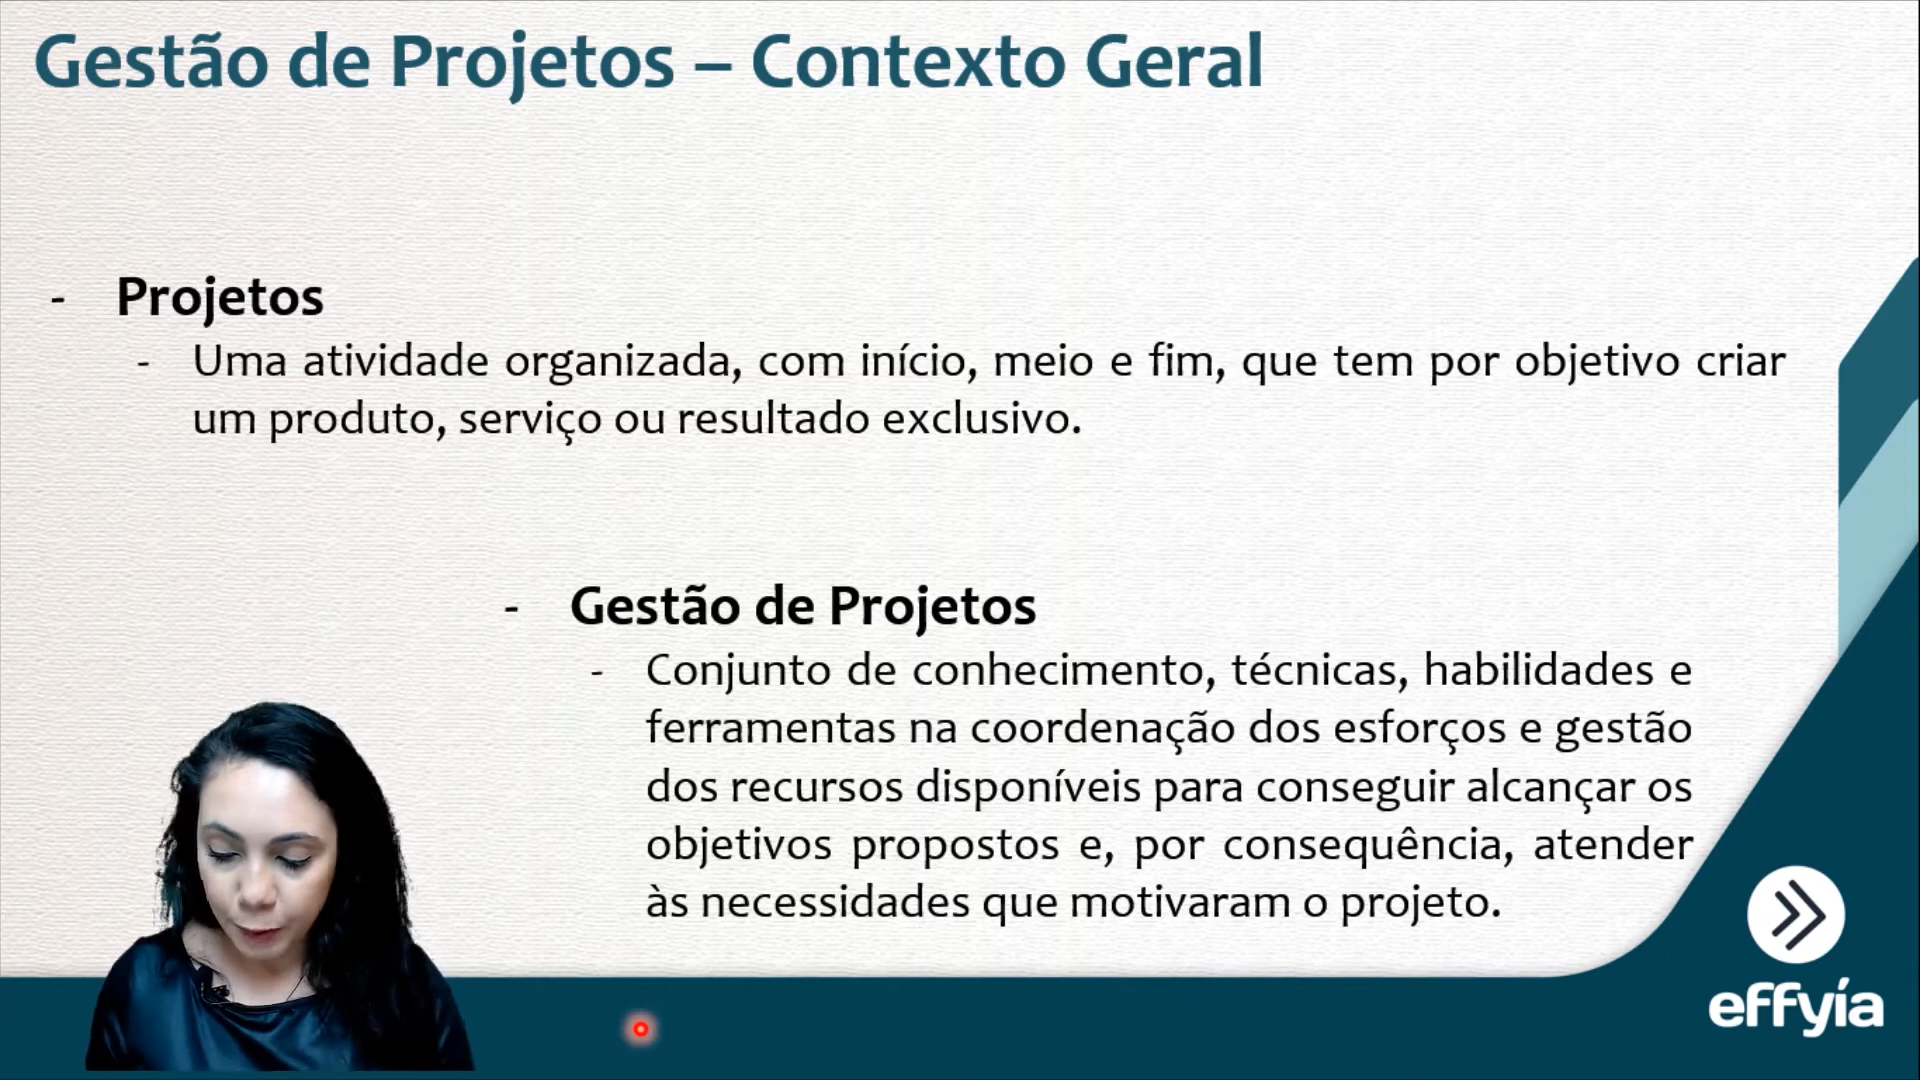 Gestão de Projetos – Contexto Geral
- Projetos
- Uma atividade organizada, com início, meio e fim, que tem por objetivo criar
um produto, serviço ou resultado exclusivo.
- Gestão de Projetos
- Conjunto de conhecimento, técnicas, habilidades e
ferramentas na coordenação dos esforços e gestão
dos recursos disponíveis para conseguir alcançar os
objetivos propostos e, por consequência, atender
às necessidades que motivaram o projeto.
effyía